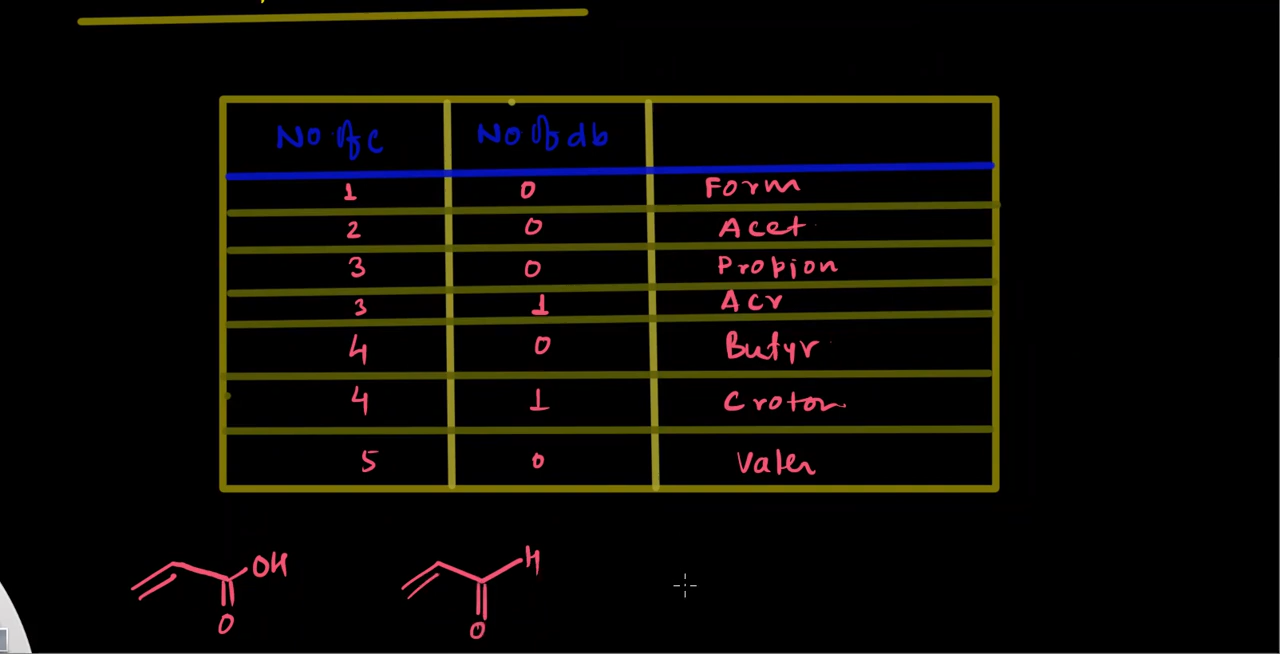 No of C No of db
1 0 Form
2 0 Acet
3 0 Propion
3 1 Acr
4 0 Butyr
4 1 Croton
5 0 Valer
OH H
O O